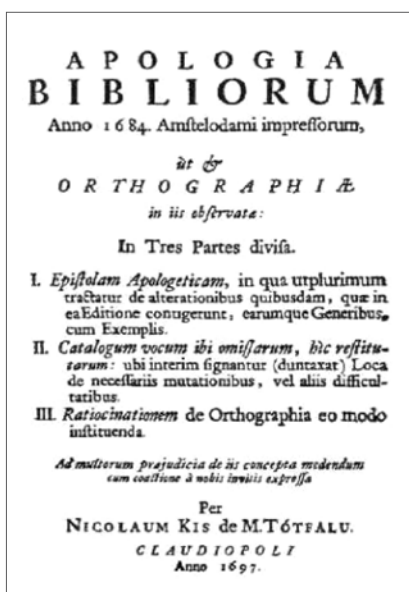 APOLOGIA
BIBLIORUM
Anno 1684. Amſtelodami impreſſorum,
ùt &
ORTHOGRAPHIÆ
in iis obſervatæ:
In Tres Partes diviſa.
I. Epiſtolam Apologeticam, in qua utplurimum
tractatur de alterationibus quibusdam, quæ in
ea Editione contigerunt, earumque Generibus,
cum Exemplis.
II. Catalogum vocum ibi omiſſarum, hîc reſtitu-
tarum: ubi interim ſignantur (duntaxat) Loca
de neceſſariis mutationibus, vel aliis difficul-
tatibus.
III. Ratiocinationem de Orthographia eo modo
inſtituenda.
Ad multorum præjudicia de iis concepta medendum
cum coactione à nobis invitis expreſſa
Per
NICOLAUM KIS de M. TÓTFALU.
CLAUDIOPOLI
Anno 1697.